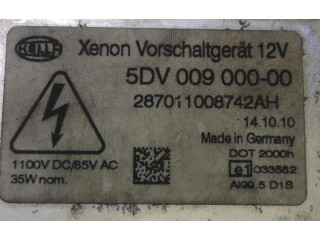 HELLA
Xenon Vorschaltgerät 12V
5DV 009 000-00
287011008742AH
14.10.10
Made in Germany
DOT 2000h
1100V DC/85V AC
e1 033582
35W nom.
Al99.5 D1S